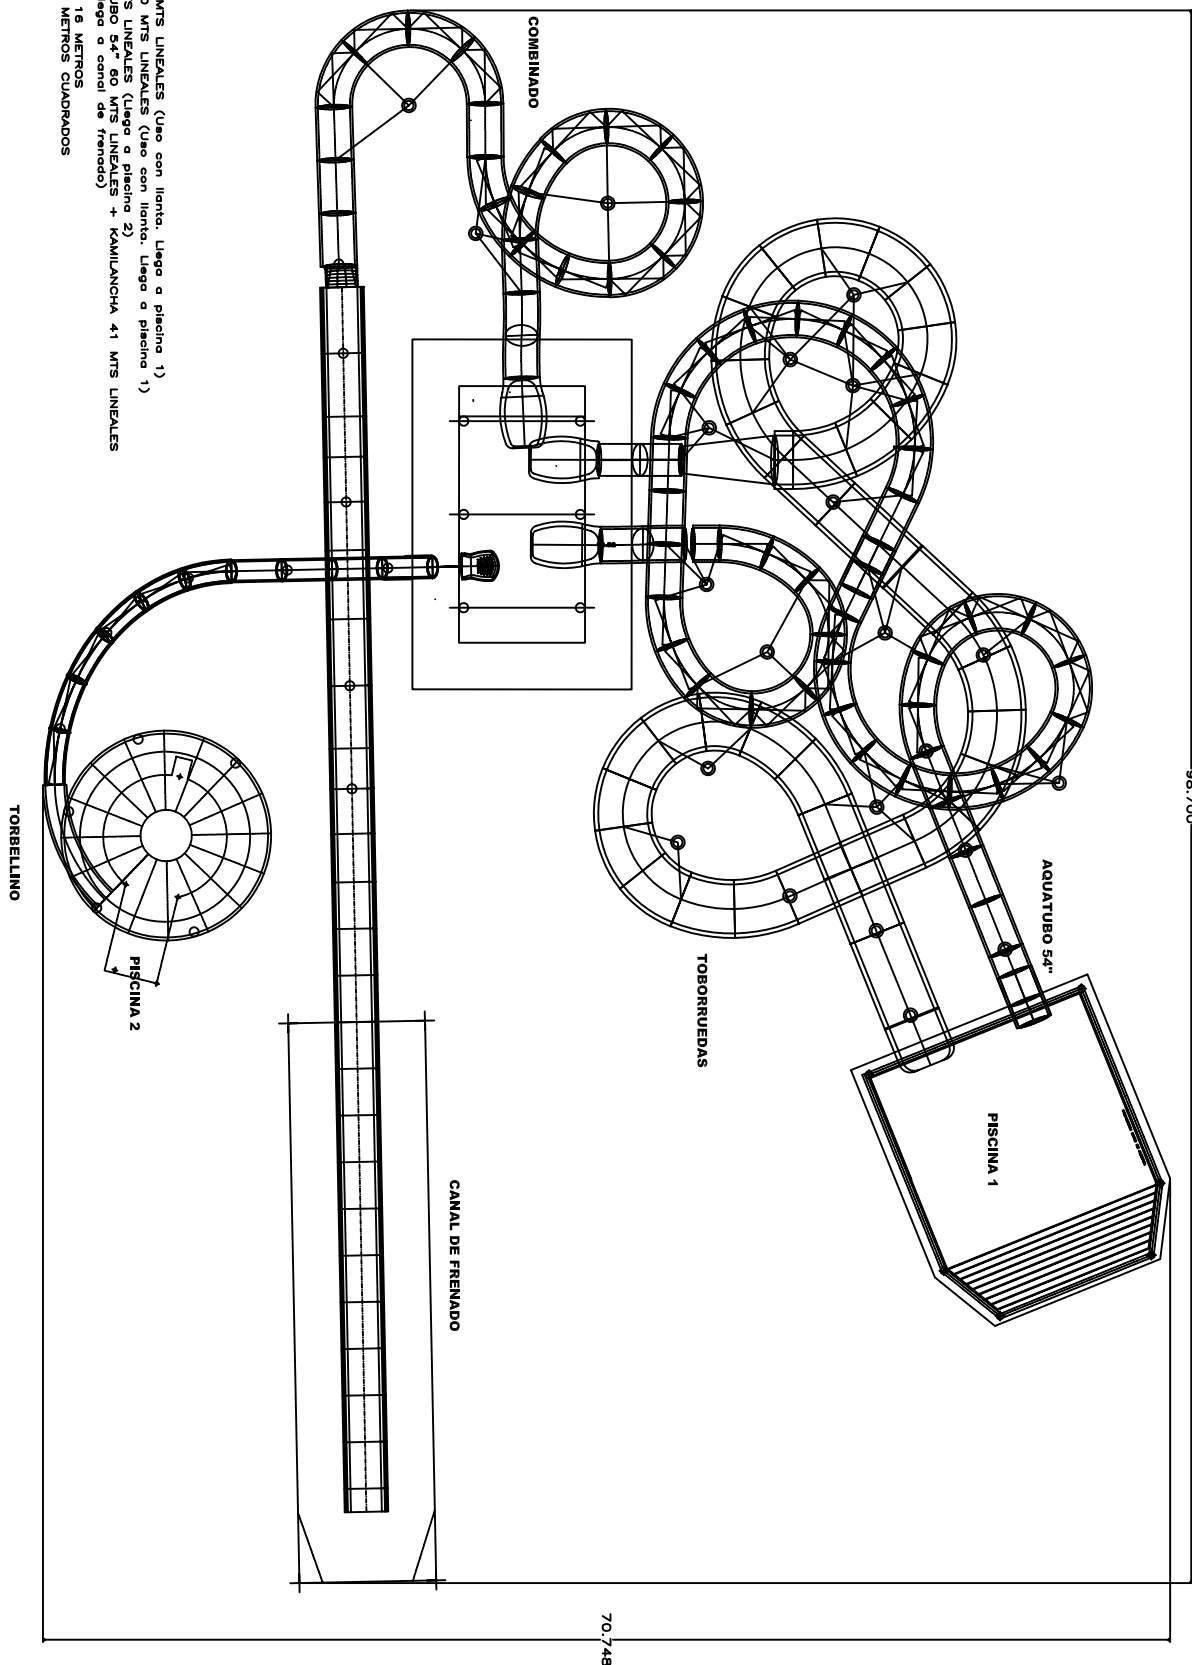 MTS LINEALES (Uso con llanta. Llega a piscina 1)
0 MTS LINEALES (Uso con llanta. Llega a piscina 1)
S LINEALES (Llega a piscina 2)
UBO 54" 60 MTS LINEALES + KAMILANCHA 41 MTS LINEALES
lega a canal de frenado)
16 METROS
METROS CUADRADOS
COMBINADO
TORBELLINO
PISCINA 2
CANAL DE FRENADO
TOBORRUEDAS
AQUATUBO 54"
PISCINA 1
70.748